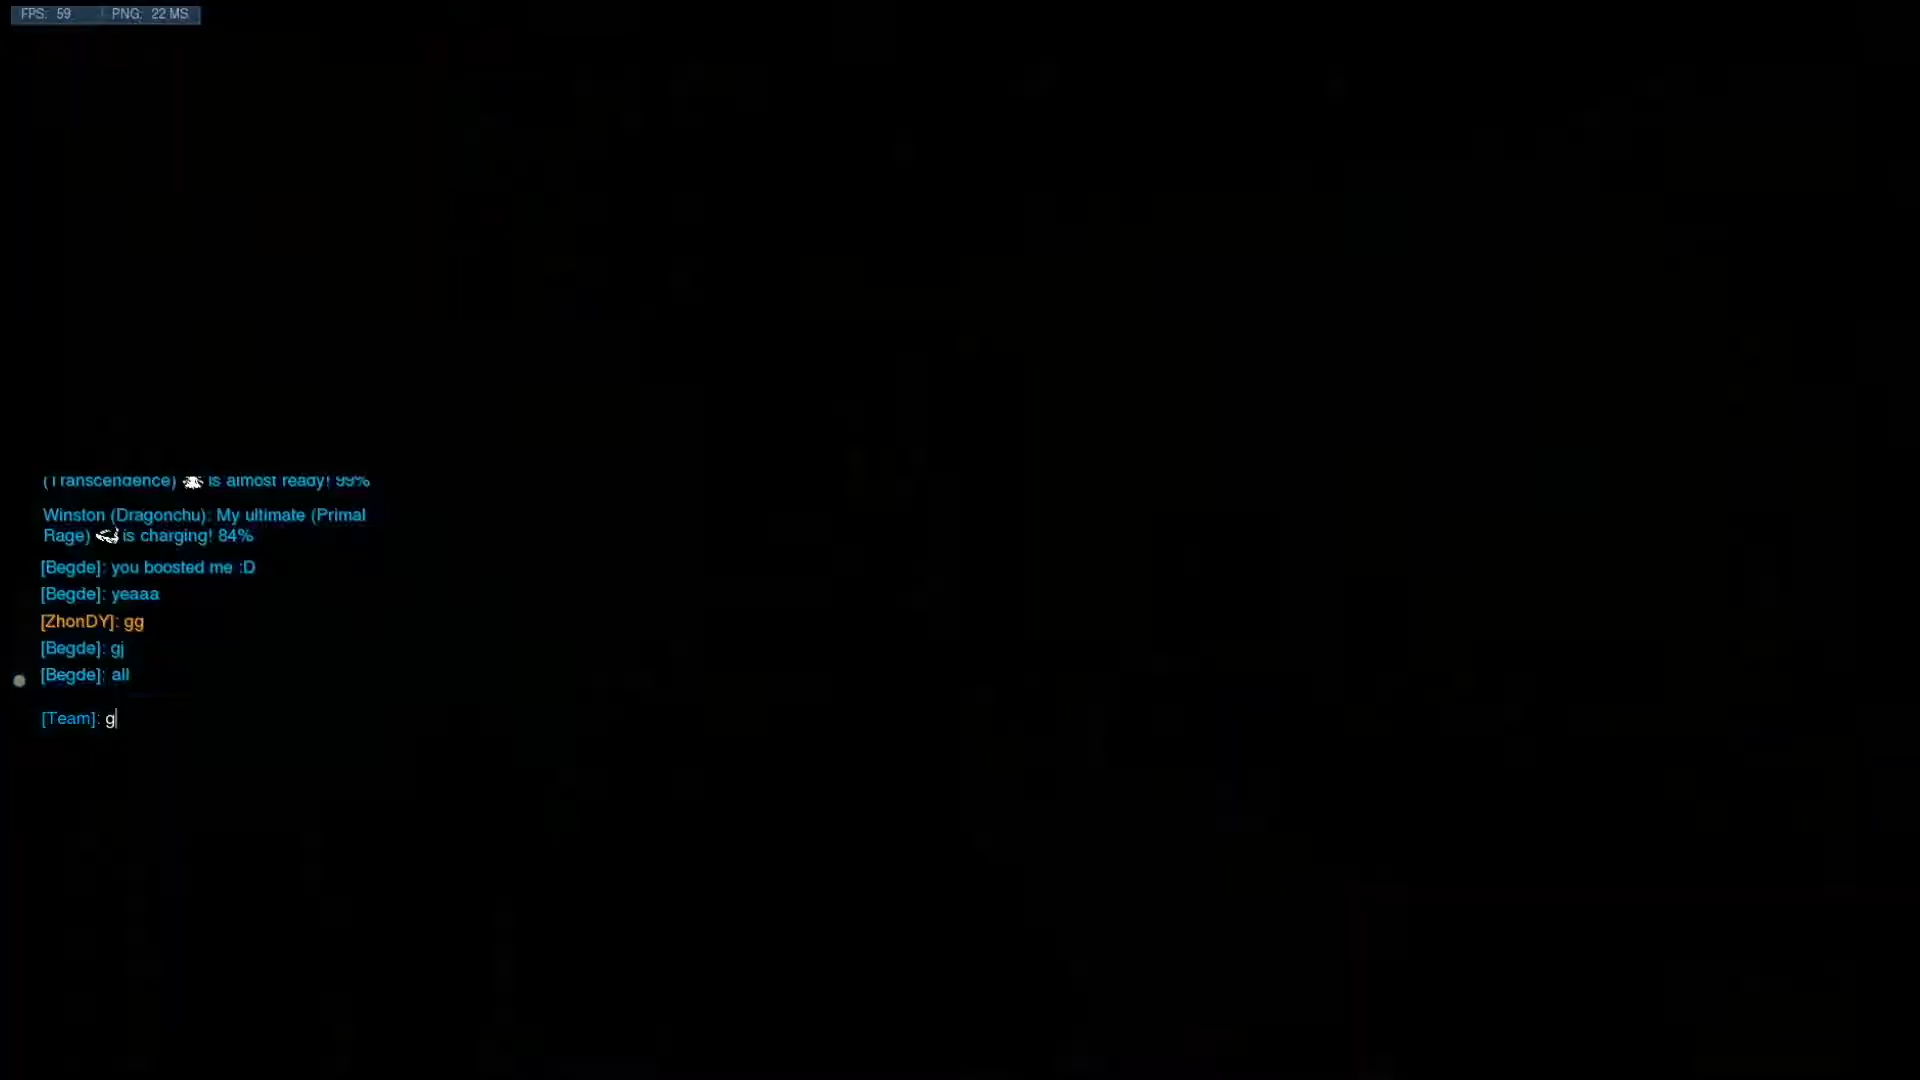 FPS: 59 PNG: 22 MS
(Transcendence) is almost ready! 99%
Winston (Dragonchu): My ultimate (Primal
Rage) is charging! 84%
[Begde]: you boosted me :D
[Begde]: yeaaa
[ZhonDY]: gg
[Begde]: gj
[Begde]: all
[Team]: g